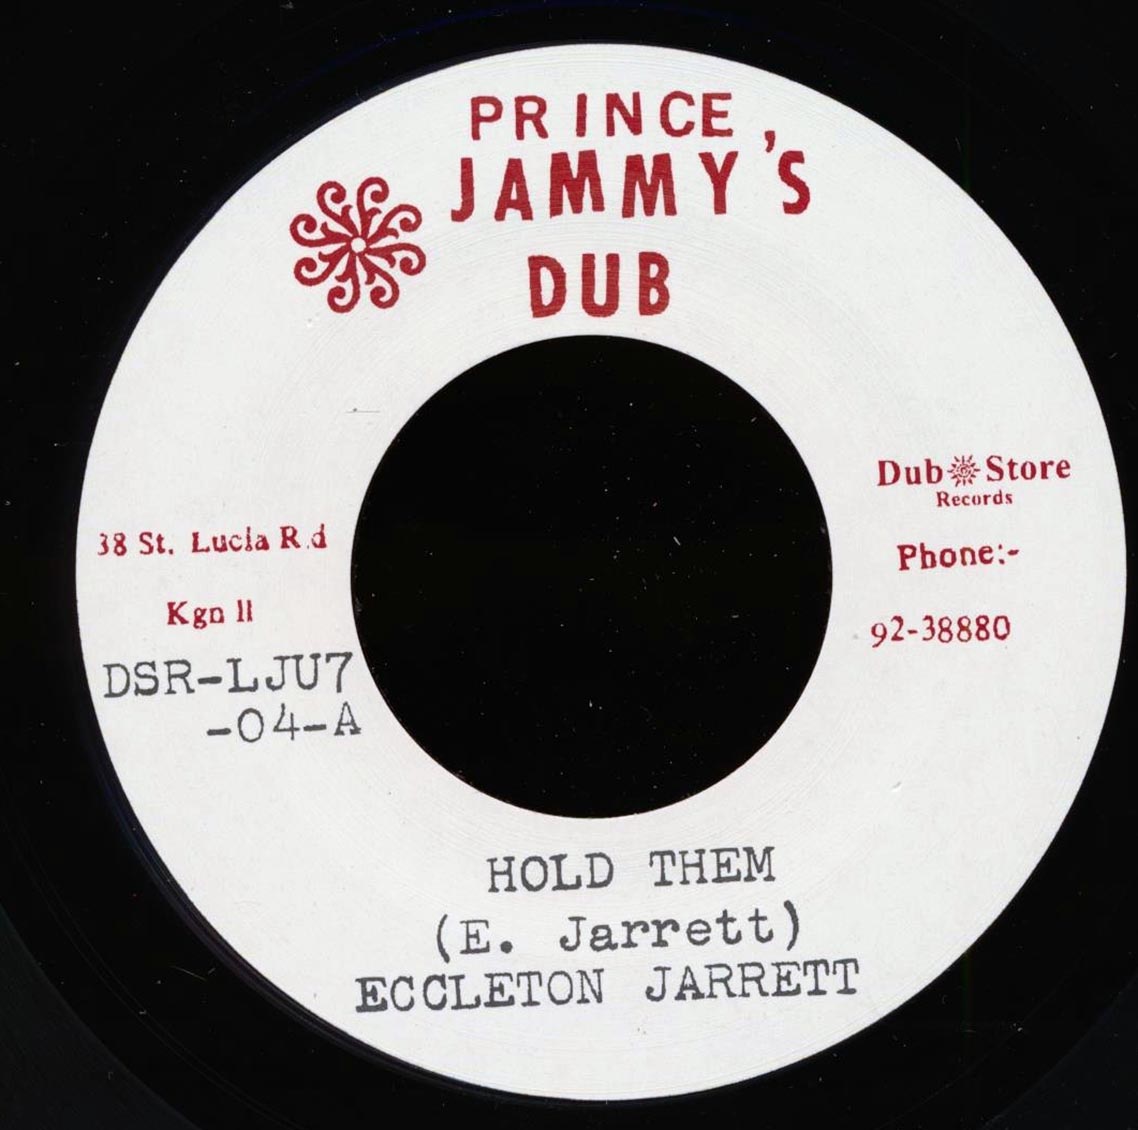 PRINCE,
JAMMY'S
DUB
Dub Store
Records
38 St. Lucia R.d
Phone:-
Kgn 11
92-38880
DSR-LJU7
-04-A
HOLD THEM
(E. Jarrett)
ECCLETON JARRETT